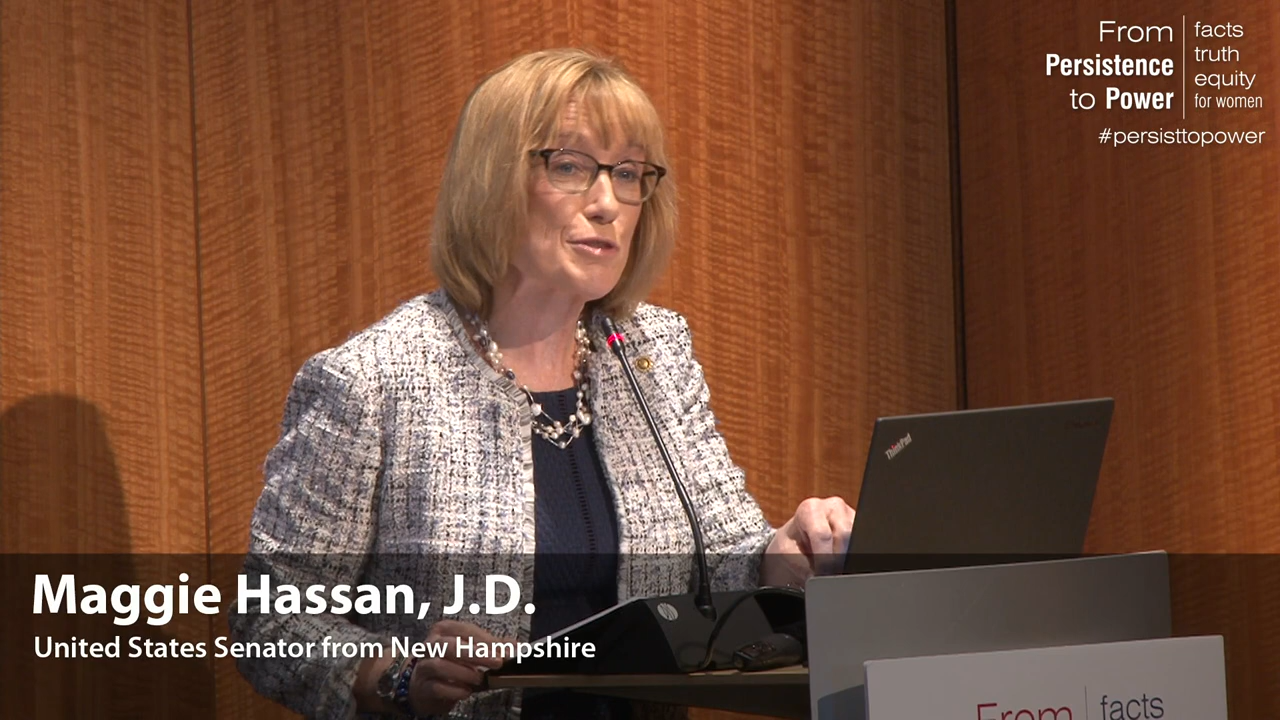 From
Persistence
to Power
facts
truth
equity
for women
#persisttopower
ThinkPad
Maggie Hassan, J.D.
United States Senator from New Hampshire
From
facts